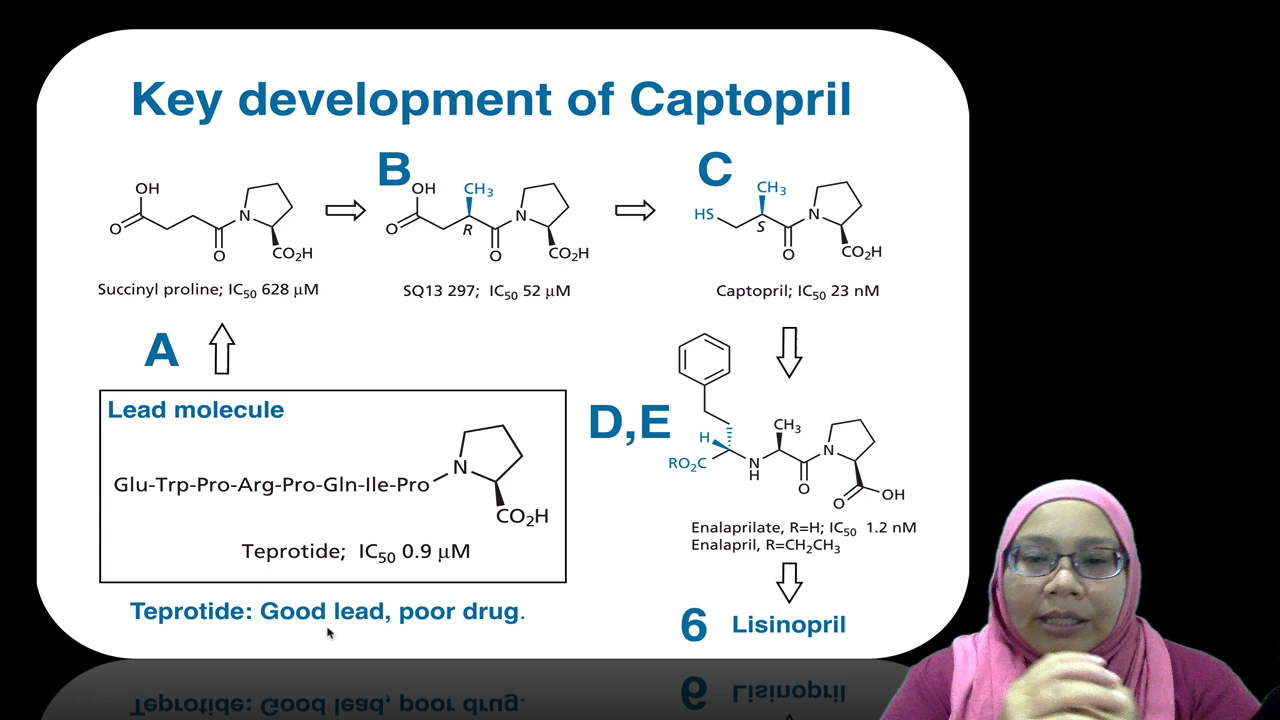 Key development of Captopril
B
C
OH
O
N
O
CO₂H
OH
CH₃
O
R
N
O
CO₂H
HS
CH₃
S
N
O
CO₂H
Succinyl proline; IC₅₀ 628 µM
SQ13 297; IC₅₀ 52 µM
Captopril; IC₅₀ 23 nM
A
Lead molecule
Glu-Trp-Pro-Arg-Pro-Gln-Ile-Pro
N
CO₂H
Teprotide; IC₅₀ 0.9 µM
Teprotide: Good lead, poor drug.
D,E
H
RO₂C
N
H
CH₃
O
N
O
OH
Enalaprilate, R=H; IC₅₀ 1.2 nM
Enalapril, R=CH₂CH₃
6 Lisinopril